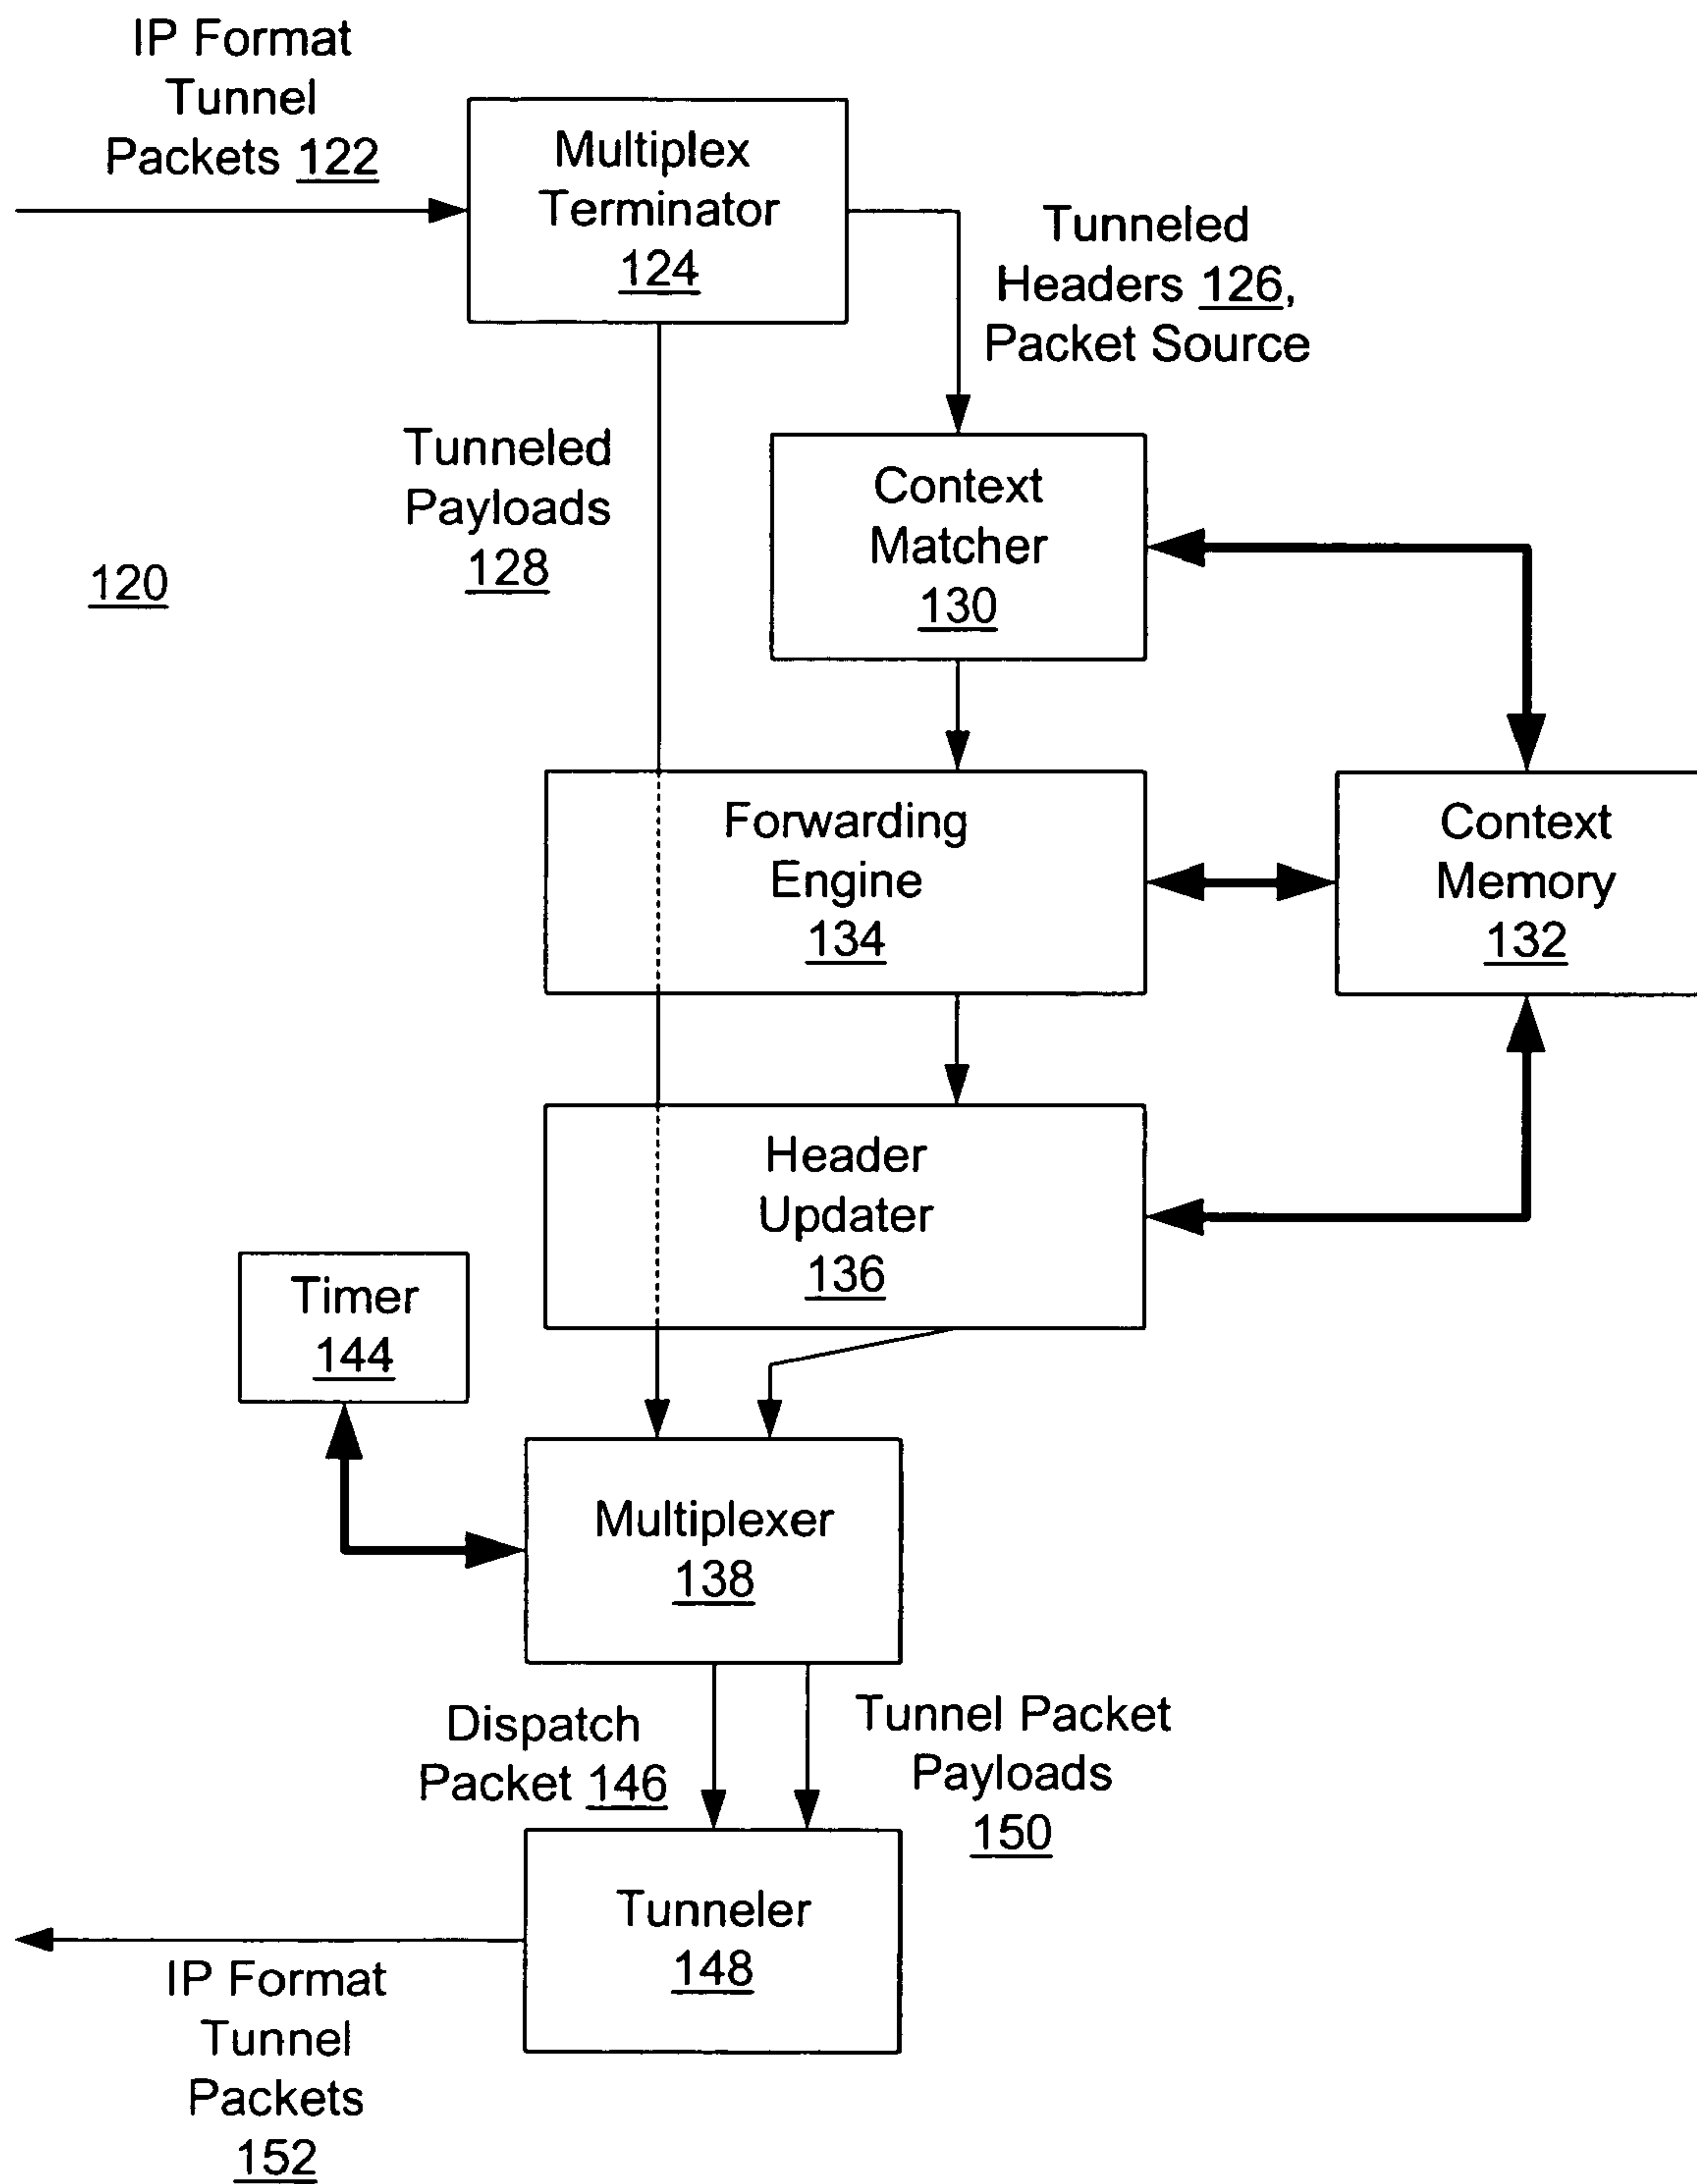 IP Format
Tunnel
Packets 122
Multiplex
Terminator
124
Tunneled
Headers 126,
Packet Source
Tunneled
Payloads
128
Context
Matcher
130
120
Forwarding
Engine
134
Context
Memory
132
Header
Updater
136
Timer
144
Multiplexer
138
Dispatch
Packet 146
Tunnel Packet
Payloads
150
Tunneler
148
IP Format
Tunnel
Packets
152